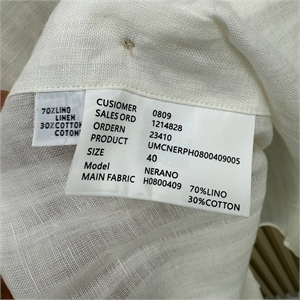 70%LINO
LINEN
30%COTTON
COTONE
CUSIOMER 0809
SALES ORD 1214828
ORDERN 23410
PRODUCT UMCNERPH0800409005
SIZE 40
Model NERANO
MAIN FABRIC H0800409 70%LINO
30%COTTON